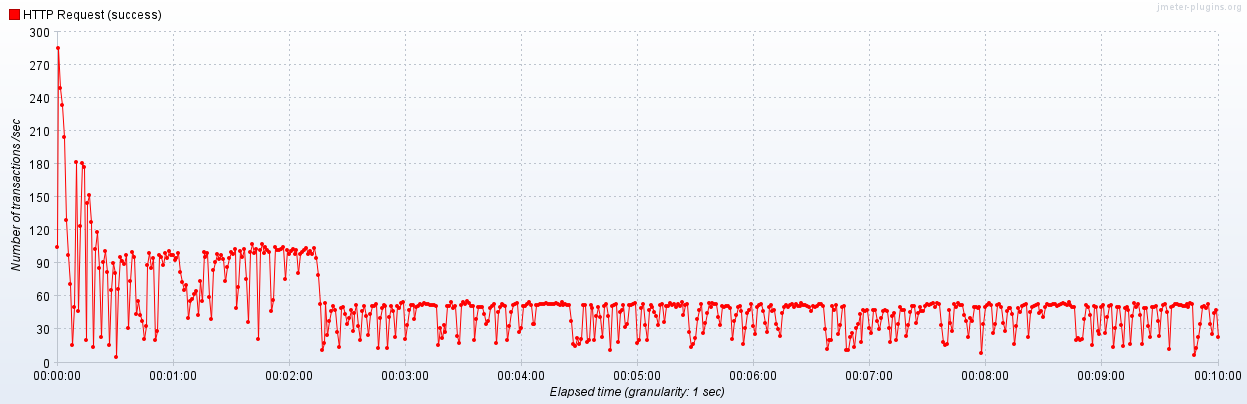 HTTP Request (success)
jmeter-plugins.org
300
270
240
210
180
150
120
90
60
30
0
Number of transactions /sec
00:00:00 00:01:00 00:02:00 00:03:00 00:04:00 00:05:00 00:06:00 00:07:00 00:08:00 00:09:00 00:10:00
Elapsed time (granularity: 1 sec)